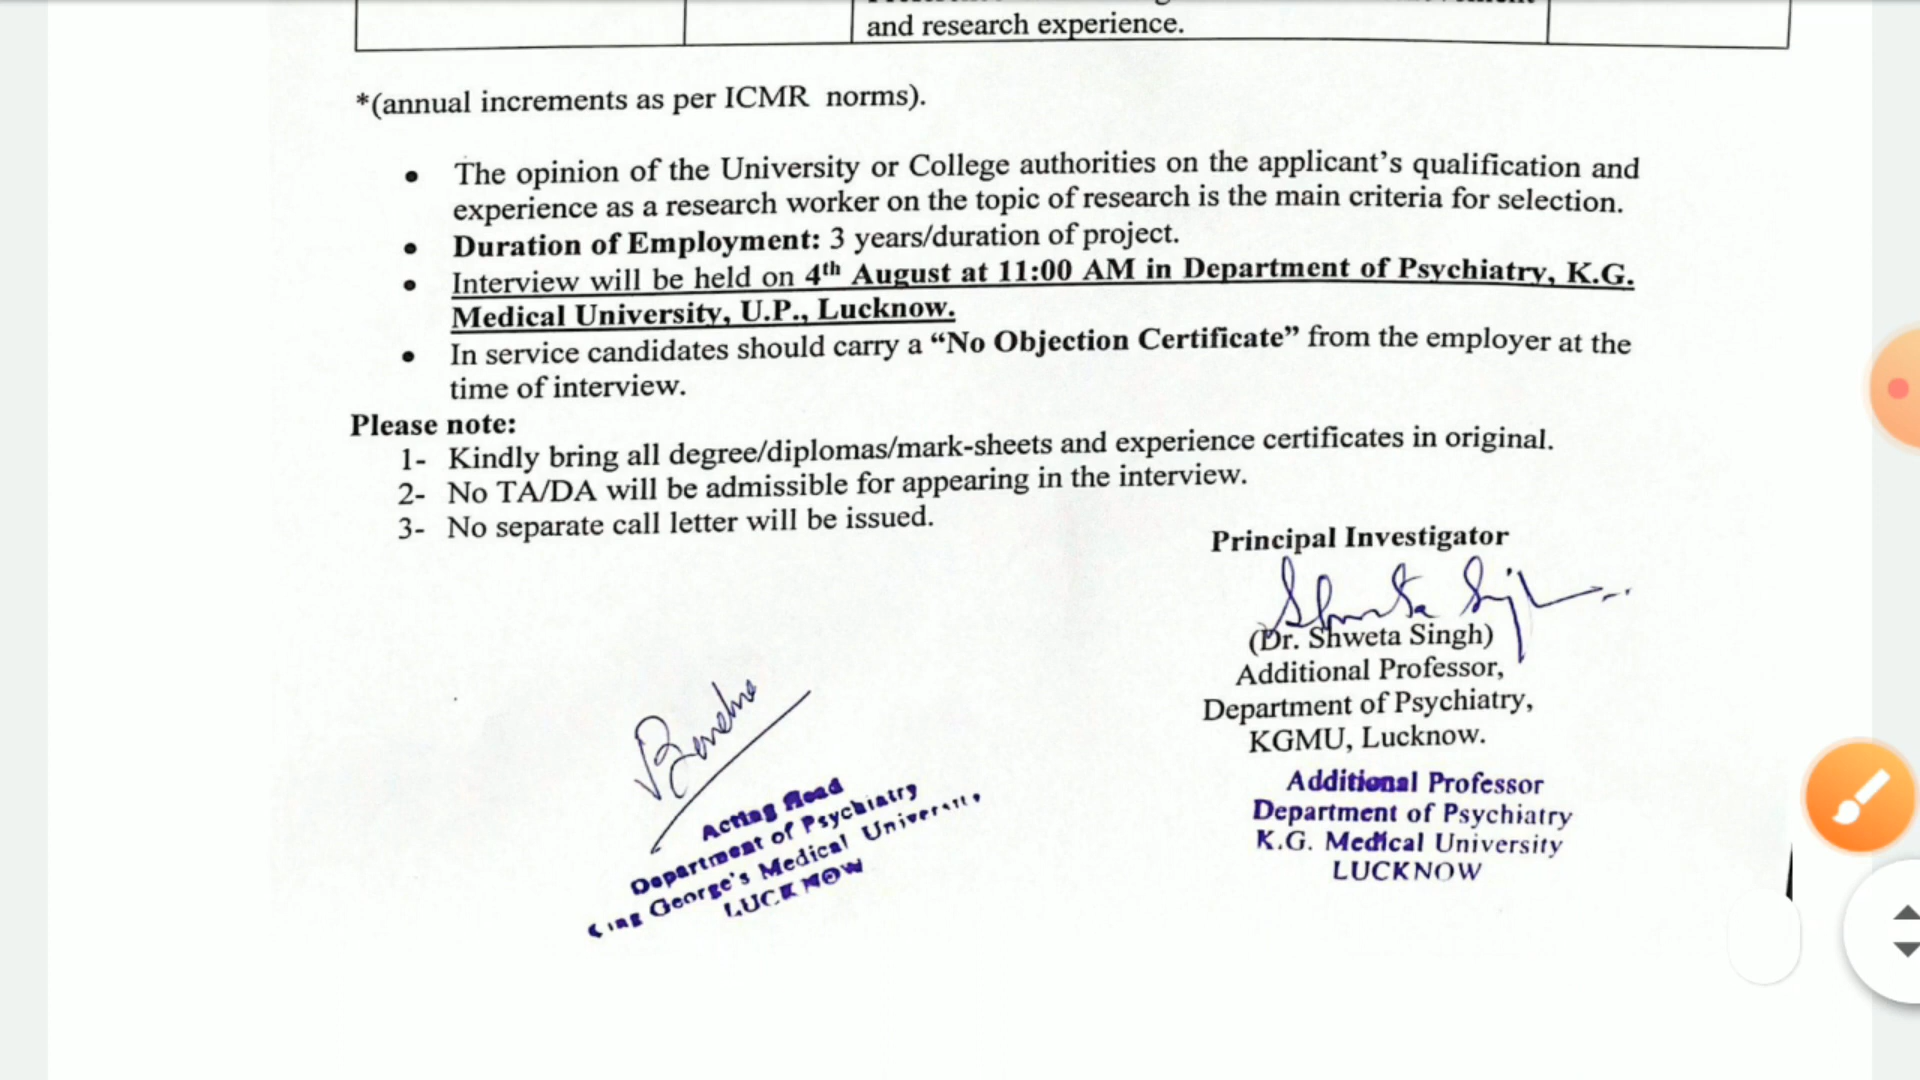 and research experience.
*(annual increments as per ICMR norms).
• The opinion of the University or College authorities on the applicant's qualification and
experience as a research worker on the topic of research is the main criteria for selection.
• Duration of Employment: 3 years/duration of project.
• Interview will be held on 4th August at 11:00 AM in Department of Psychiatry, K.G.
Medical University, U.P., Lucknow.
• In service candidates should carry a “No Objection Certificate” from the employer at the
time of interview.
Please note:
1- Kindly bring all degree/diplomas/mark-sheets and experience certificates in original.
2- No TA/DA will be admissible for appearing in the interview.
3- No separate call letter will be issued.
Principal Investigator
Shweta Singh
(Dr. Shweta Singh)
Additional Professor,
Department of Psychiatry,
KGMU, Lucknow.
Additional Professor
Department of Psychiatry
K.G. Medical University
LUCKNOW
Acting Head
Department of Psychiatry
King George's Medical University,
LUCKNOW